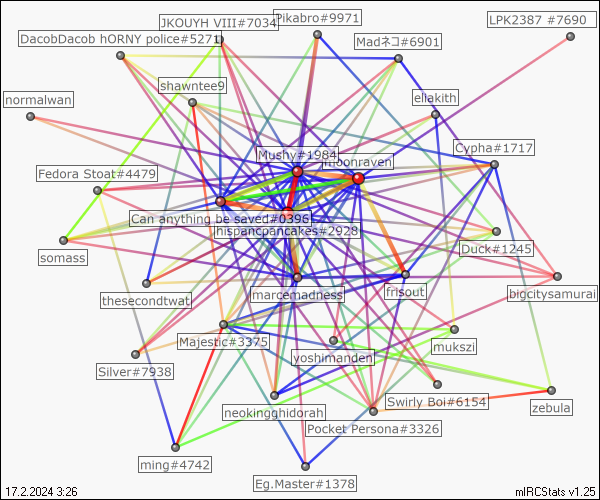 JKOUYH VIII#7034
Pikabro#9971
LPK2387 #7690
DacobDacob hORNY police#5271
Madネコ#6901
shawntee9
ellakith
normalwan
Mushy#1984
moonraven
Cypha#1717
Fedora Stoat#4479
Can anything be saved#0396
hispancpancakes#2928
somass
Duck#1245
thesecondtwat
marcemadness
frisout
bigcitysamurai
Majestic#3375
yoshimanden
mukszi
Silver#7938
neokingghidorah
Swirly Boi#6154
zebula
Pocket Persona#3326
ming#4742
Eg.Master#1378
17.2.2024 3:26
mIRCStats v1.25